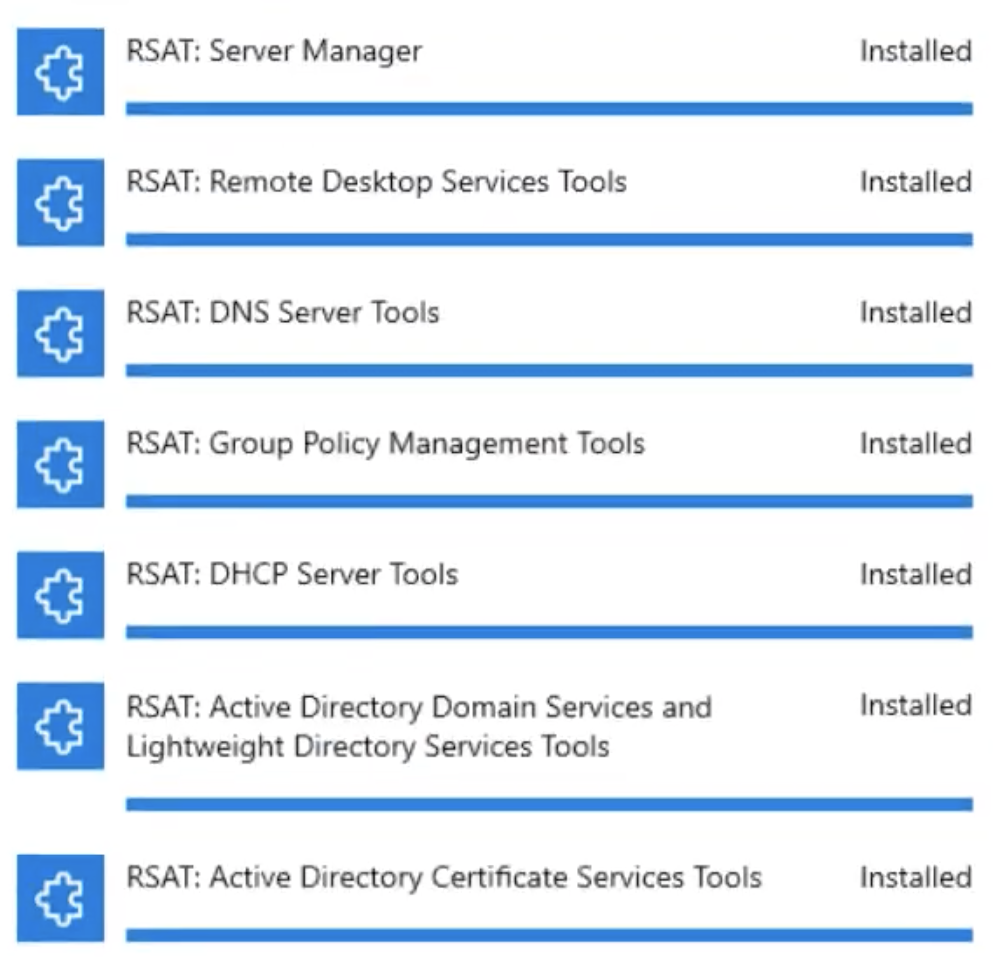 RSAT: Server Manager Installed
RSAT: Remote Desktop Services Tools Installed
RSAT: DNS Server Tools Installed
RSAT: Group Policy Management Tools Installed
RSAT: DHCP Server Tools Installed
RSAT: Active Directory Domain Services and Installed
Lightweight Directory Services Tools
RSAT: Active Directory Certificate Services Tools Installed